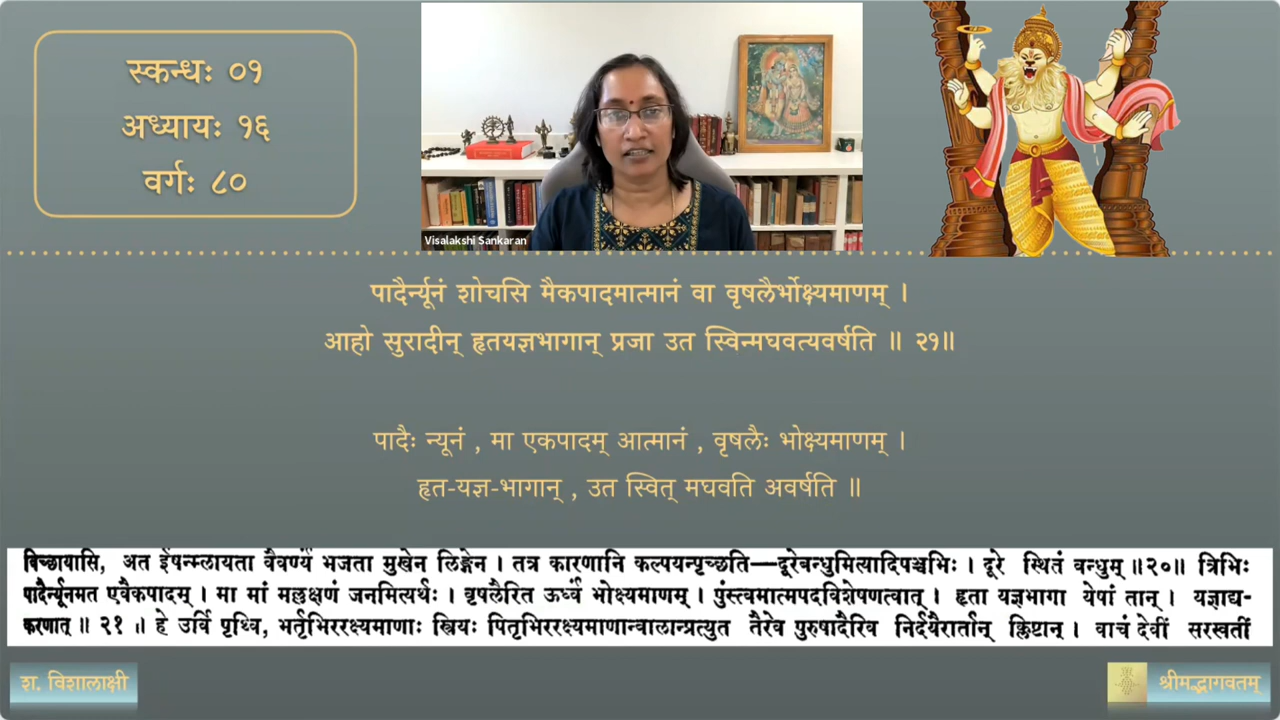 स्कन्धः ०१
अध्यायः १६
वर्गः ८०
Visalakshi Sankaran
पादैर्न्यूनं शोचसि मैकपादमात्मानं वा वृषलैर्भोक्ष्यमाणम् ।
आहो सुरादीन् हृतयज्ञभागान् प्रजा उत स्विन्मघवत्यवर्षति ॥ २१॥
पादैः न्यूनं , मा एकपादम् आत्मानं , वृषलैः भोक्ष्यमाणम् ।
हृत-यज्ञ-भागान् , उत स्वित् मघवति अवर्षति ॥
विच्छायासि, अत ईषन्म्लायता वैवर्ण्यं भजता मुखेन लिङ्गेन । तत्र कारणानि कल्पयन्पृच्छति—दूरेबन्धुमित्यादिपञ्चभिः । दूरे स्थितं बन्धुम् ॥२०॥ त्रिभिः
पादैर्न्यूनमत एवैकपादम् । मा मां मल्लक्षणं जनमित्यर्थः । वृषलैरित ऊर्ध्वं भोक्ष्यमाणम् । पुंस्त्वमात्मपदविशेषणत्वात् । हृता यज्ञभागा येषां तान् । यज्ञाद्य-
करणात् ॥ २१ ॥ हे उर्वि पृथ्वि, भर्तृभिररक्ष्यमाणाः स्त्रियः पितृभिररक्ष्यमाणान्बालान्प्रत्युत तैरेव पुरुषादैरिव निर्दयैरार्तान् क्लिष्टान् । वाचं देवीं सरस्वतीं
श. विशालाक्षी
श्रीमद्भागवतम्